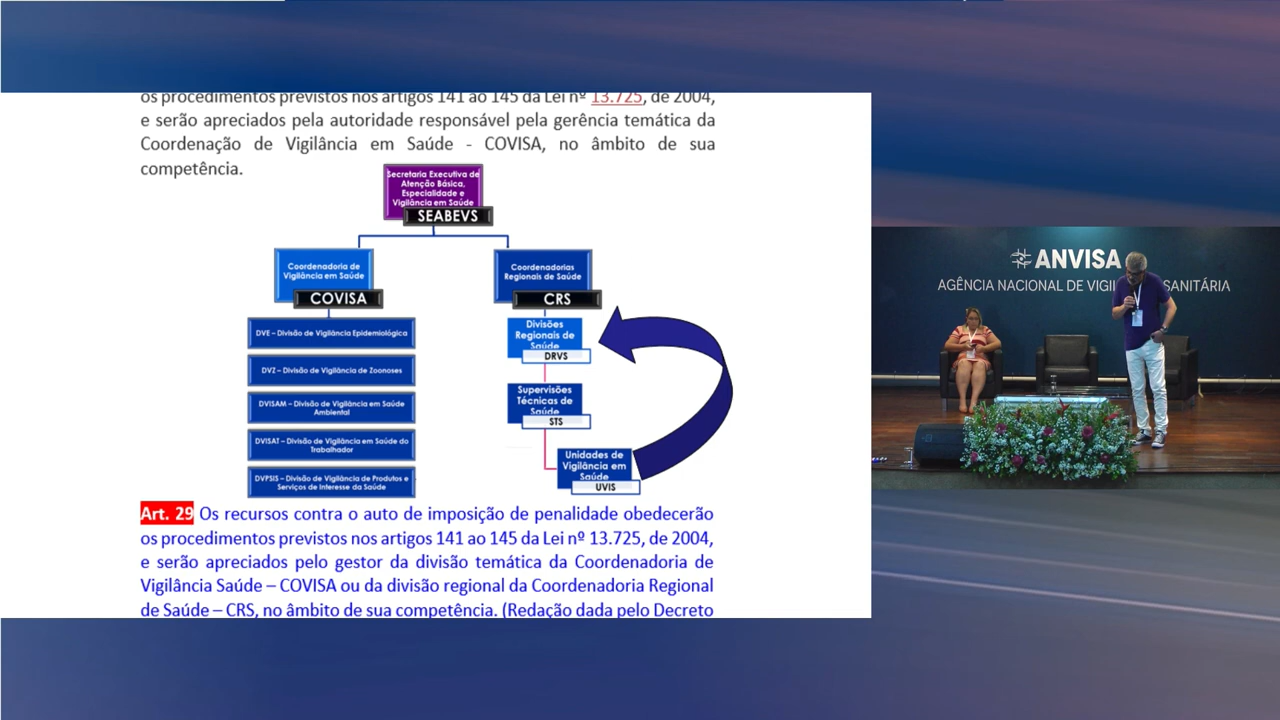 os procedimentos previstos nos artigos 141 ao 145 da Lei nº 13.725, de 2004,
e serão apreciados pela autoridade responsável pela gerência temática da
Coordenação de Vigilância em Saúde - COVISA, no âmbito de sua
competência.
Secretaria Executiva de
Atenção Básica,
Especialidade e
Vigilância em Saúde
SEABEVS
Coordenadoria de
Vigilância em Saúde
COVISA
DVE – Divisão de Vigilância Epidemiológica
DVZ – Divisão de Vigilância de Zoonoses
DVISAM – Divisão de Vigilância em Saúde
Ambiental
DVISAT – Divisão de Vigilância em Saúde do
Trabalhador
DVPSIS – Divisão de Vigilância de Produtos e
Serviços de Interesse da Saúde
Coordenadorias
Regionais de Saúde
CRS
Divisões
Regionais de
Saúde
DRVS
Supervisões
Técnicas de
Saúde
STS
Unidades de
Vigilância em
Saúde
UVIS
Art. 29 Os recursos contra o auto de imposição de penalidade obedecerão
os procedimentos previstos nos artigos 141 ao 145 da Lei nº 13.725, de 2004,
e serão apreciados pelo gestor da divisão temática da Coordenadoria de
Vigilância Saúde – COVISA ou da divisão regional da Coordenadoria Regional
de Saúde – CRS, no âmbito de sua competência. (Redação dada pelo Decreto
ANVISA
AGÊNCIA NACIONAL DE VIGIL SANITÁRIA